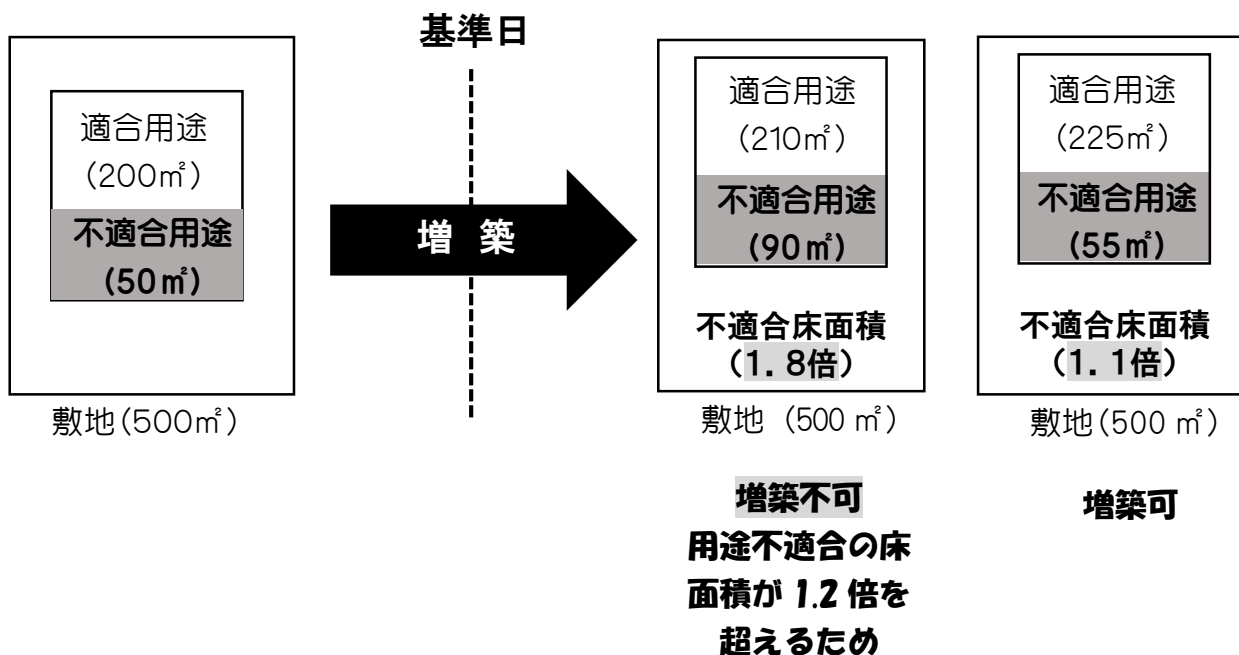 基準日
適合用途
(200㎡)
不適合用途
(50㎡)
敷地(500㎡)
増 築
適合用途
(210㎡)
不適合用途
(90㎡)
不適合床面積
(1.8倍)
敷地 (500 ㎡)
増築不可
用途不適合の床
面積が 1.2 倍を
超えるため
適合用途
(225㎡)
不適合用途
(55㎡)
不適合床面積
(1.1倍)
敷地(500 ㎡)
増築可